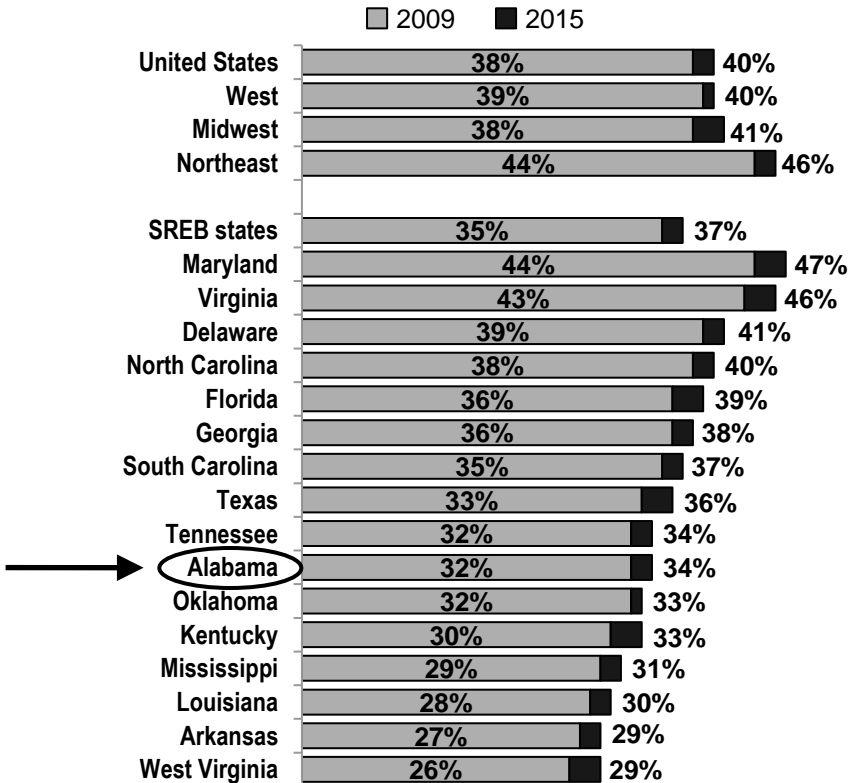 2009 2015
United States 38% 40%
West 39% 40%
Midwest 38% 41%
Northeast 44% 46%
SREB states 35% 37%
Maryland 44% 47%
Virginia 43% 46%
Delaware 39% 41%
North Carolina 38% 40%
Florida 36% 39%
Georgia 36% 38%
South Carolina 35% 37%
Texas 33% 36%
Tennessee 32% 34%
Alabama 32% 34%
Oklahoma 32% 33%
Kentucky 30% 33%
Mississippi 29% 31%
Louisiana 28% 30%
Arkansas 27% 29%
West Virginia 26% 29%